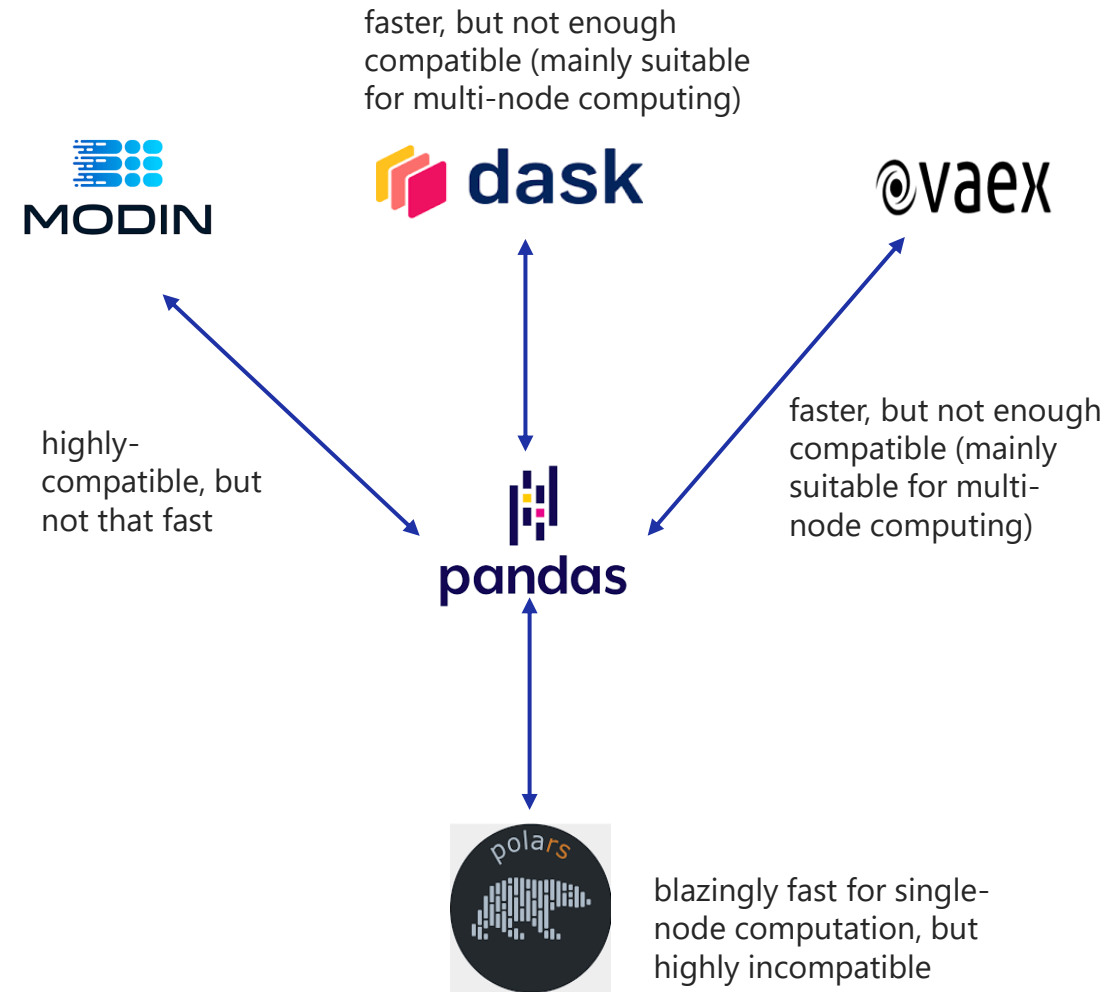 faster, but not enough
compatible (mainly suitable
for multi-node computing)
MODIN
dask
vaex
highly-
compatible, but
not that fast
faster, but not enough
compatible (mainly
suitable for multi-
node computing)
pandas
polars
blazingly fast for single-
node computation, but
highly incompatible